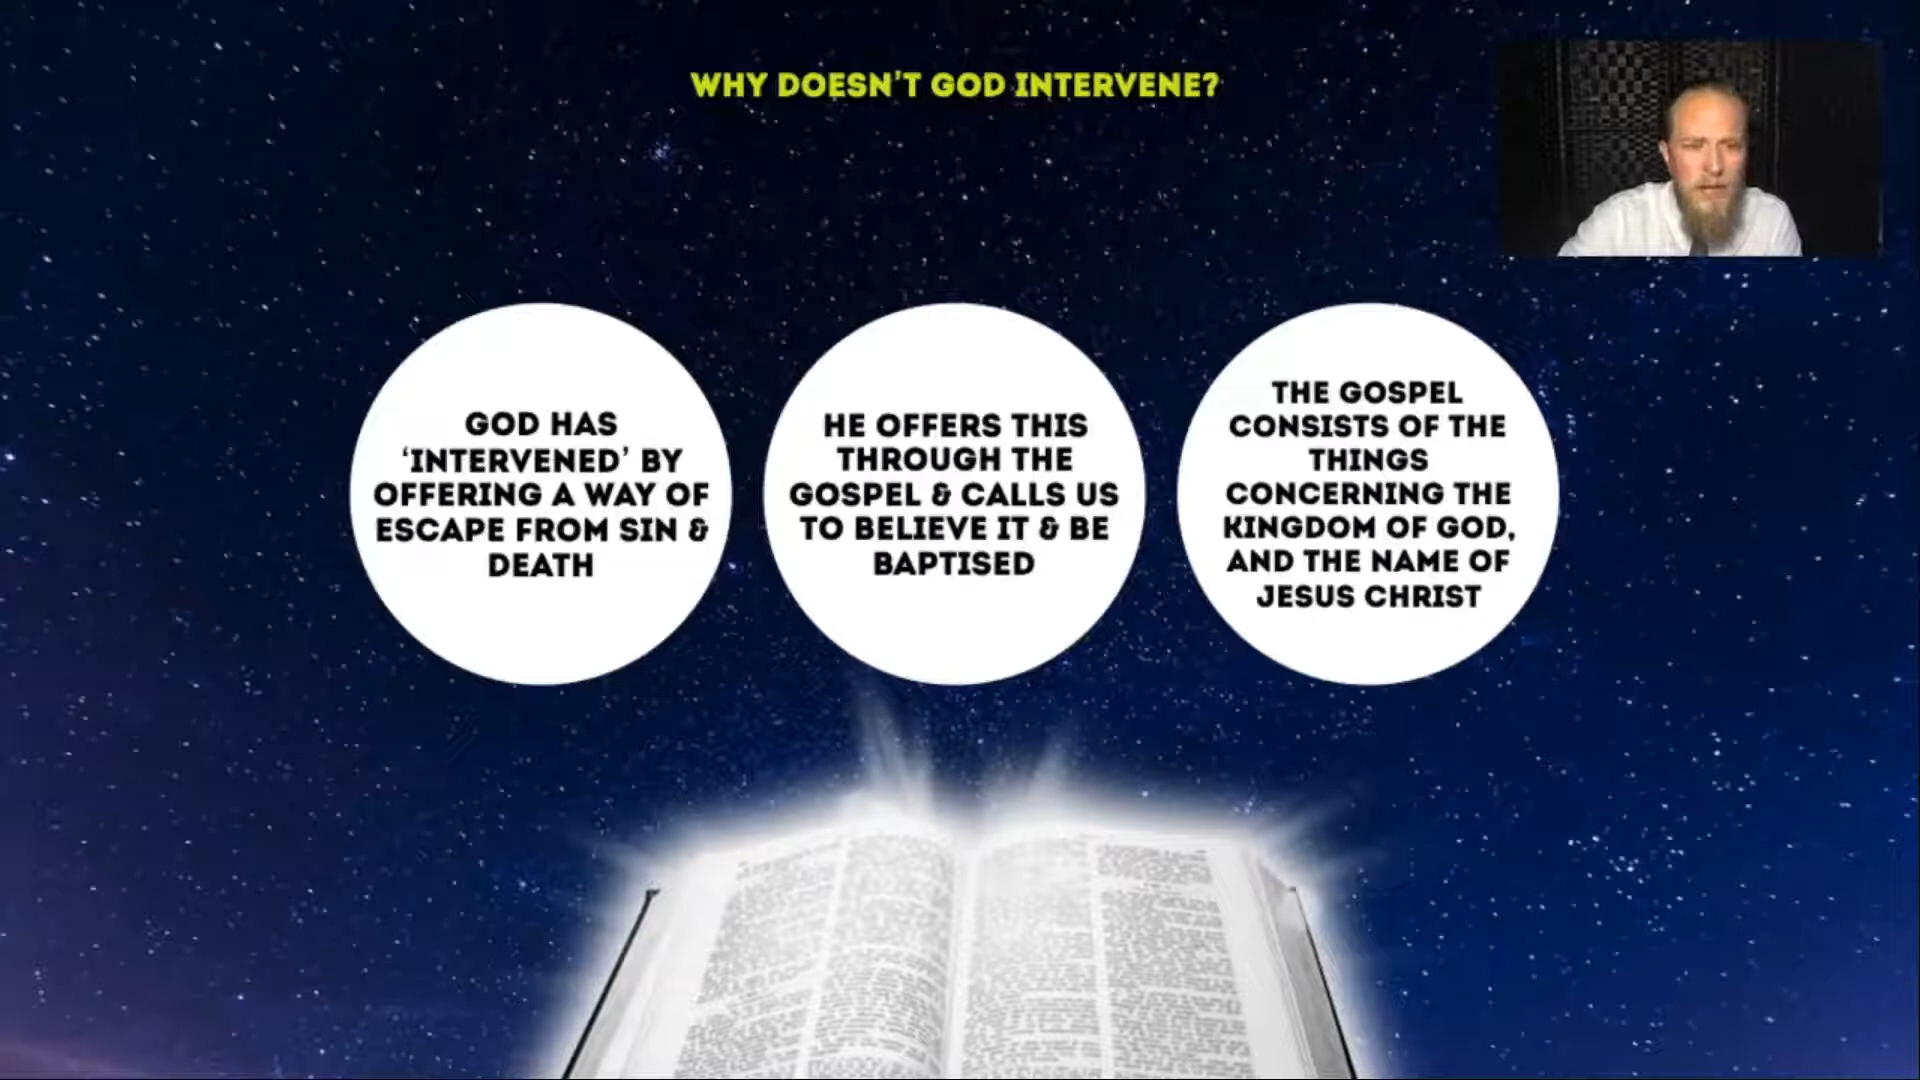 WHY DOESN'T GOD INTERVENE?
GOD HAS
‘INTERVENED’ BY
OFFERING A WAY OF
ESCAPE FROM SIN &
DEATH
HE OFFERS THIS
THROUGH THE
GOSPEL & CALLS US
TO BELIEVE IT & BE
BAPTISED
THE GOSPEL
CONSISTS OF THE
THINGS
CONCERNING THE
KINGDOM OF GOD,
AND THE NAME OF
JESUS CHRIST